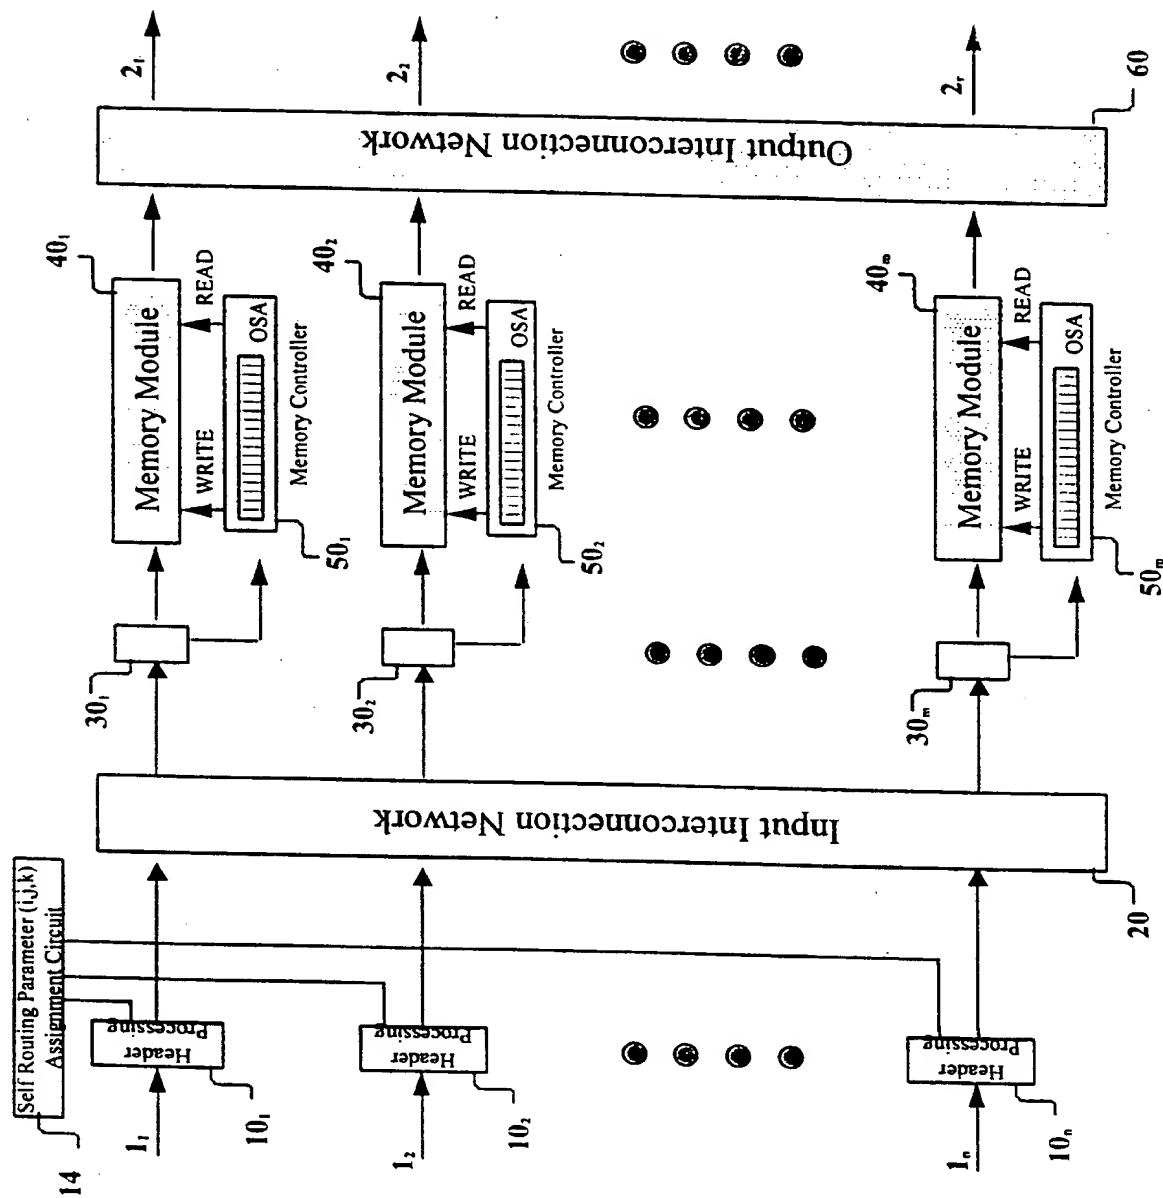 Self Routing Parameter (i,j,k)
Assignment Circuit
14
1₁
Header
Processing
10₁
1₂
Header
Processing
10₂
1ₙ
Header
Processing
10ₙ
Input Interconnection Network
20
30₁
30₂
30ₘ
Memory Module
40₁
WRITE
READ
OSA
Memory Controller
50₁
Memory Module
40₂
WRITE
READ
OSA
Memory Controller
50₂
Memory Module
40ₘ
WRITE
READ
OSA
Memory Controller
50ₘ
Output Interconnection Network
60
2₁
2₂
2ᵣ